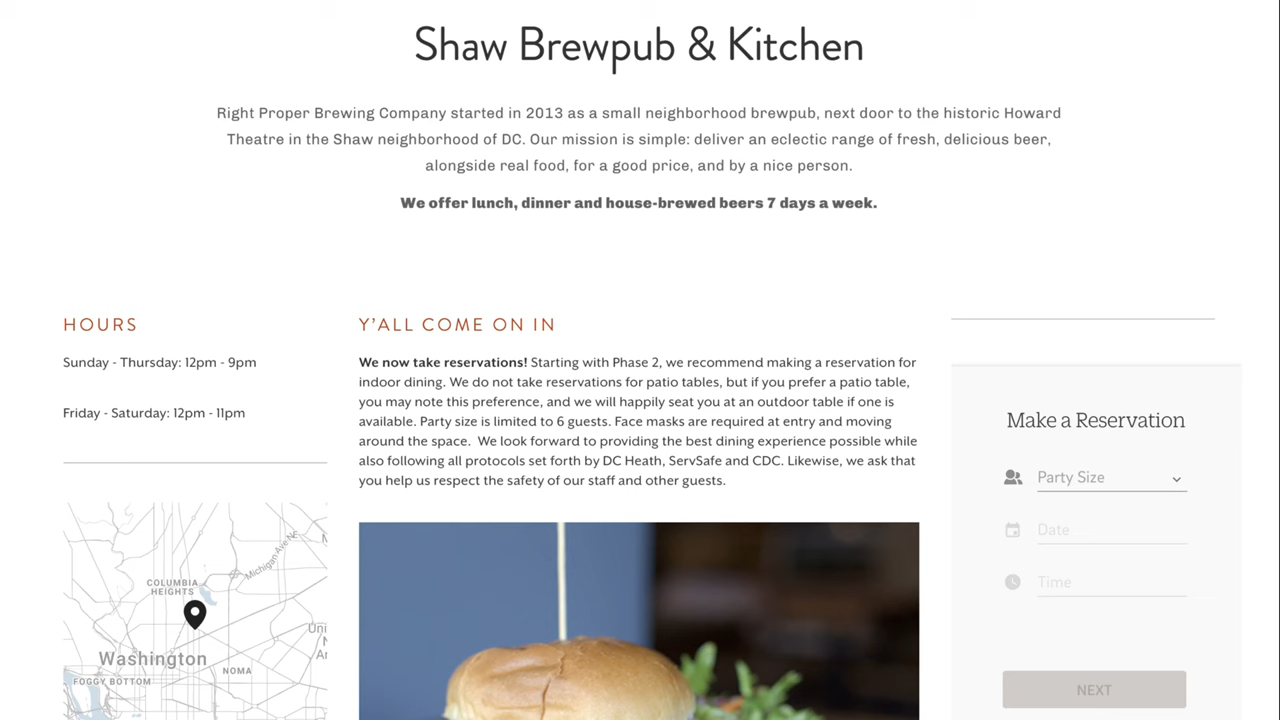 Shaw Brewpub & Kitchen
Right Proper Brewing Company started in 2013 as a small neighborhood brewpub, next door to the historic Howard
Theatre in the Shaw neighborhood of DC. Our mission is simple: deliver an eclectic range of fresh, delicious beer,
alongside real food, for a good price, and by a nice person.
We offer lunch, dinner and house-brewed beers 7 days a week.
HOURS
Sunday - Thursday: 12pm - 9pm
Friday - Saturday: 12pm - 11pm
COLUMBIA
HEIGHTS
Michigan Ave NE
Washington
NOMA
FOGGY BOTTOM
Y’ALL COME ON IN
We now take reservations! Starting with Phase 2, we recommend making a reservation for
indoor dining. We do not take reservations for patio tables, but if you prefer a patio table,
you may note this preference, and we will happily seat you at an outdoor table if one is
available. Party size is limited to 6 guests. Face masks are required at entry and moving
around the space. We look forward to providing the best dining experience possible while
also following all protocols set forth by DC Heath, ServSafe and CDC. Likewise, we ask that
you help us respect the safety of our staff and other guests.
Make a Reservation
Party Size
Date
Time
NEXT